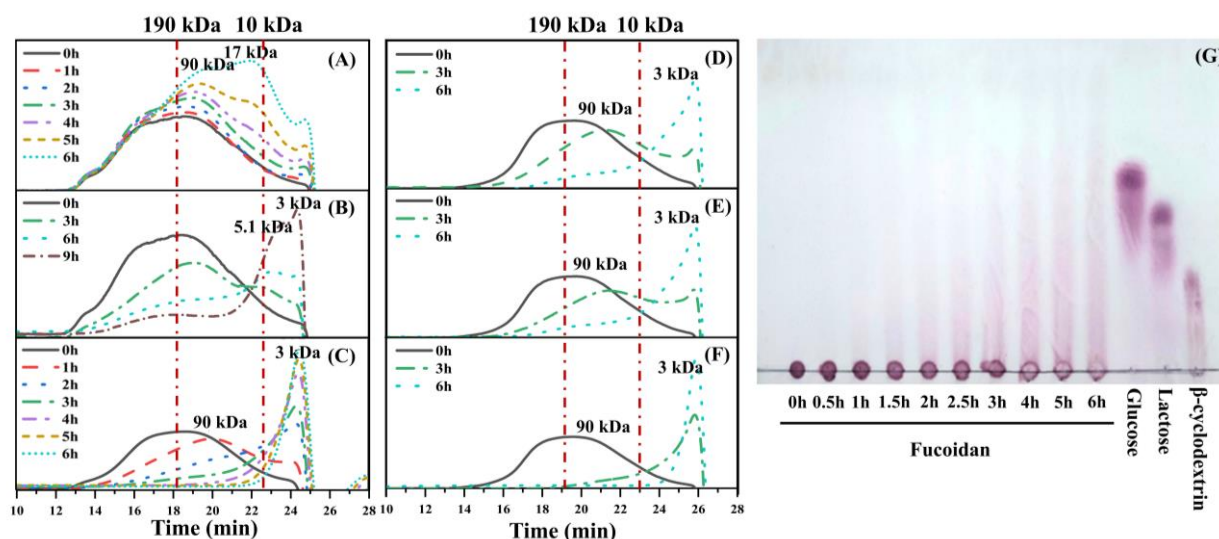 190 kDa 10 kDa
0h
1h
2h
3h
4h
5h
6h
17 kDa
90 kDa
(A)
0h
3h
6h
9h
3 kDa
5.1 kDa
(B)
0h
1h
2h
3h
4h
5h
6h
3 kDa
90 kDa
(C)
10 12 14 16 18 20 22 24 26 28
Time (min)
190 kDa 10 kDa
0h
3h
6h
3 kDa
90 kDa
(D)
0h
3h
6h
3 kDa
90 kDa
(E)
0h
3h
6h
3 kDa
90 kDa
(F)
10 12 14 16 18 20 22 24 26 28
Time (min)
(G)
0h 0.5h 1h 1.5h 2h 2.5h 3h 4h 5h 6h
Fucoidan
Glucose
Lactose
β-cyclodextrin